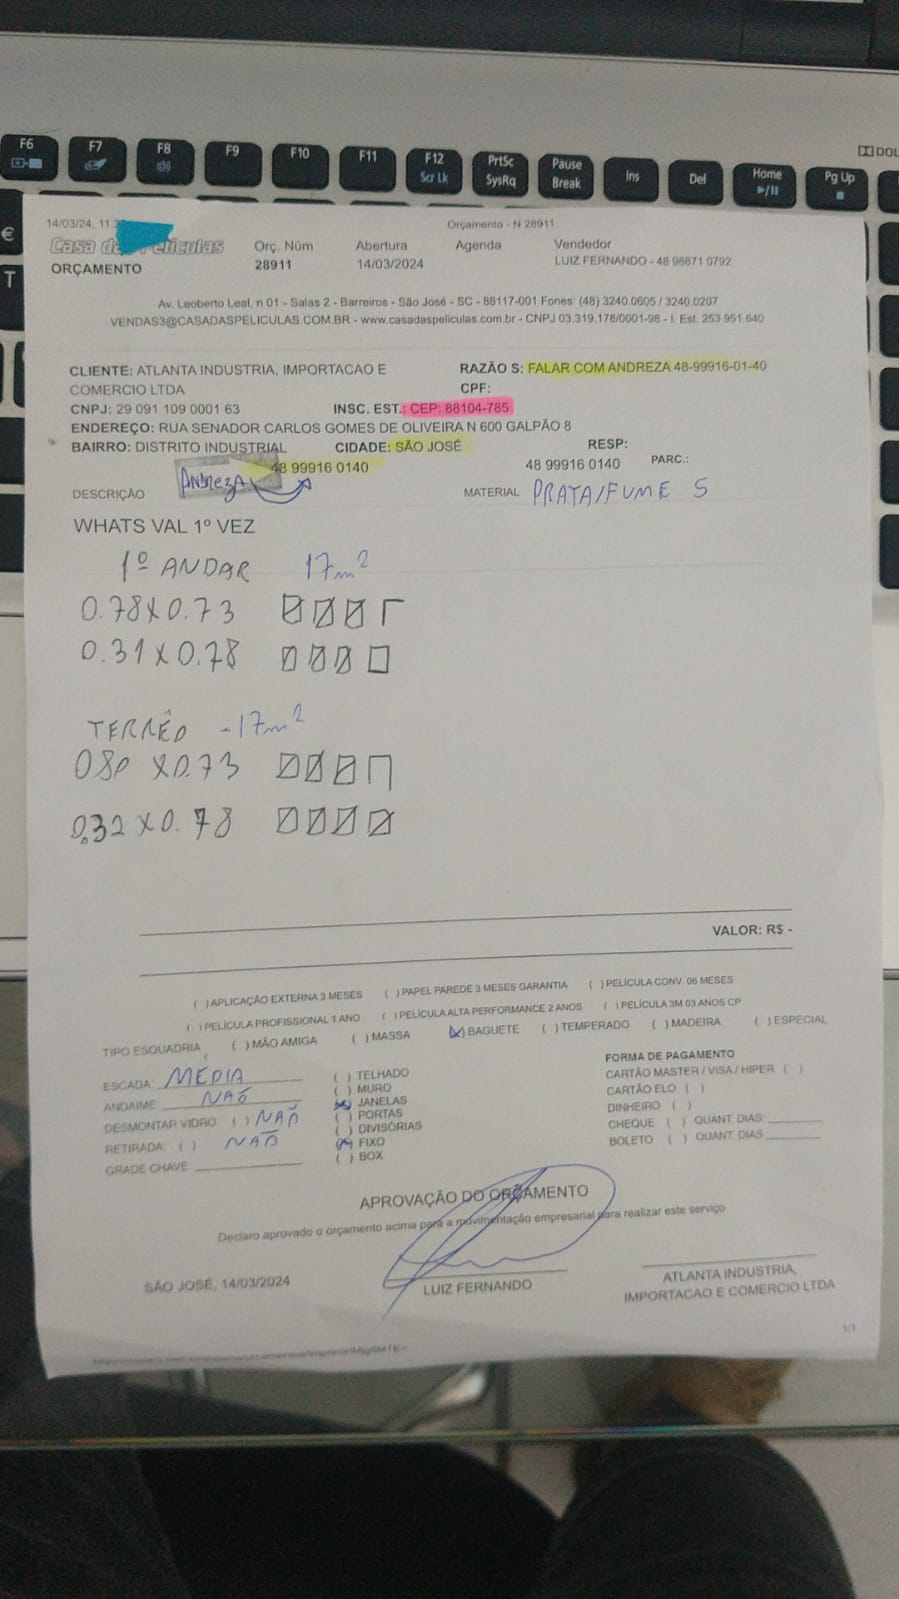 F6 F7 F8 F9 F10 F11 F12 PrtSc Pause Ins Del Home Pg Up
Scr Lk SysRq Break
€
T
14/03/24, 11: Orçamento - N 28911
Casa das Películas Orç. Núm Abertura Agenda Vendedor
ORÇAMENTO 28911 14/03/2024 LUIZ FERNANDO - 48 98871 0792
Av. Leoberto Leal, n 01 - Salas 2 - Barreiros - São José - SC - 88117-001 Fones: (48) 3240.0605 / 3240.0207
VENDAS3@CASADASPELICULAS.COM.BR - www.casadaspeliculas.com.br - CNPJ 03.319.178/0001-98 - I. Est. 253.951.640
CLIENTE: ATLANTA INDUSTRIA, IMPORTACAO E RAZÃO S: FALAR COM ANDREZA 48-99916-01-40
COMERCIO LTDA CPF:
CNPJ: 29 091 109 0001 63 INSC. EST.: CEP: 88104-785
ENDEREÇO: RUA SENADOR CARLOS GOMES DE OLIVEIRA N 600 GALPÃO 8
BAIRRO: DISTRITO INDUSTRIAL CIDADE: SÃO JOSÉ RESP:
48 99916 0140 48 99916 0140 PARC.:
ANDREZA
DESCRIÇÃO MATERIAL PRATA/FUME 5
WHATS VAL 1º VEZ
1º ANDAR 17m²
0.78X0.73
0.31X0.78
TERRÊO -17m²
080 X0.73
0,32X0.78
VALOR: R$ -
( )APLICAÇÃO EXTERNA 3 MESES ( )PAPEL PAREDE 3 MESES GARANTIA ( )PELÍCULA CONV. 06 MESES
( )PELÍCULA PROFISSIONAL 1 ANO ( )PELÍCULA ALTA PERFORMANCE 2 ANOS ( )PELÍCULA 3M 03 ANOS CP
TIPO ESQUADRIA ( )MÃO AMIGA ( )MASSA (X)BAGUETE ( )TEMPERADO ( )MADEIRA ( )ESPECIAL
ESCADA: MÉDIA
ANDAIME: NÃO
DESMONTAR VIDRO: ( ) NÃO
RETIRADA: ( ) NÃO
GRADE CHAVE:
( )TELHADO
( )MURO
(X)JANELAS
( )PORTAS
( )DIVISÓRIAS
(X)FIXO
( )BOX
FORMA DE PAGAMENTO
CARTÃO MASTER / VISA / HIPER ( )
CARTÃO ELO ( )
DINHEIRO ( )
CHEQUE ( ) QUANT. DIAS:
BOLETO ( ) QUANT. DIAS
APROVAÇÃO DO ORÇAMENTO
Declaro aprovado o orçamento acima para a movimentação empresarial para realizar este serviço
SÃO JOSÉ, 14/03/2024 LUIZ FERNANDO ATLANTA INDUSTRIA,
IMPORTACAO E COMERCIO LTDA
1/1